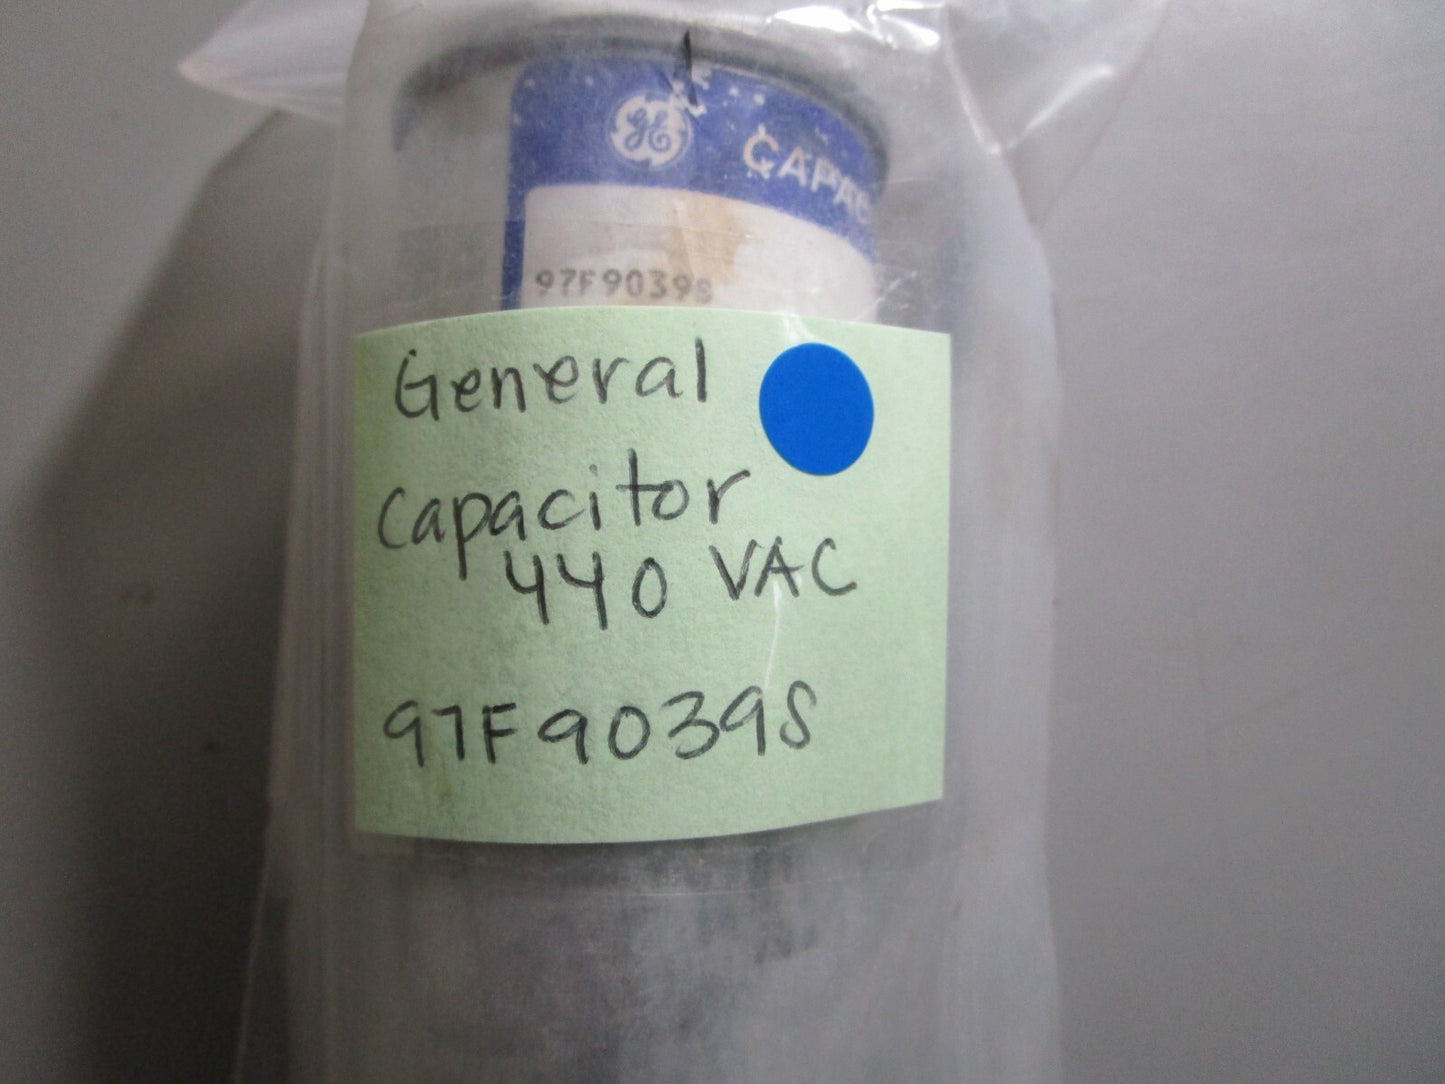 GE
CAPAC
97F9039S
General
Capacitor
440 VAC
97F9039S